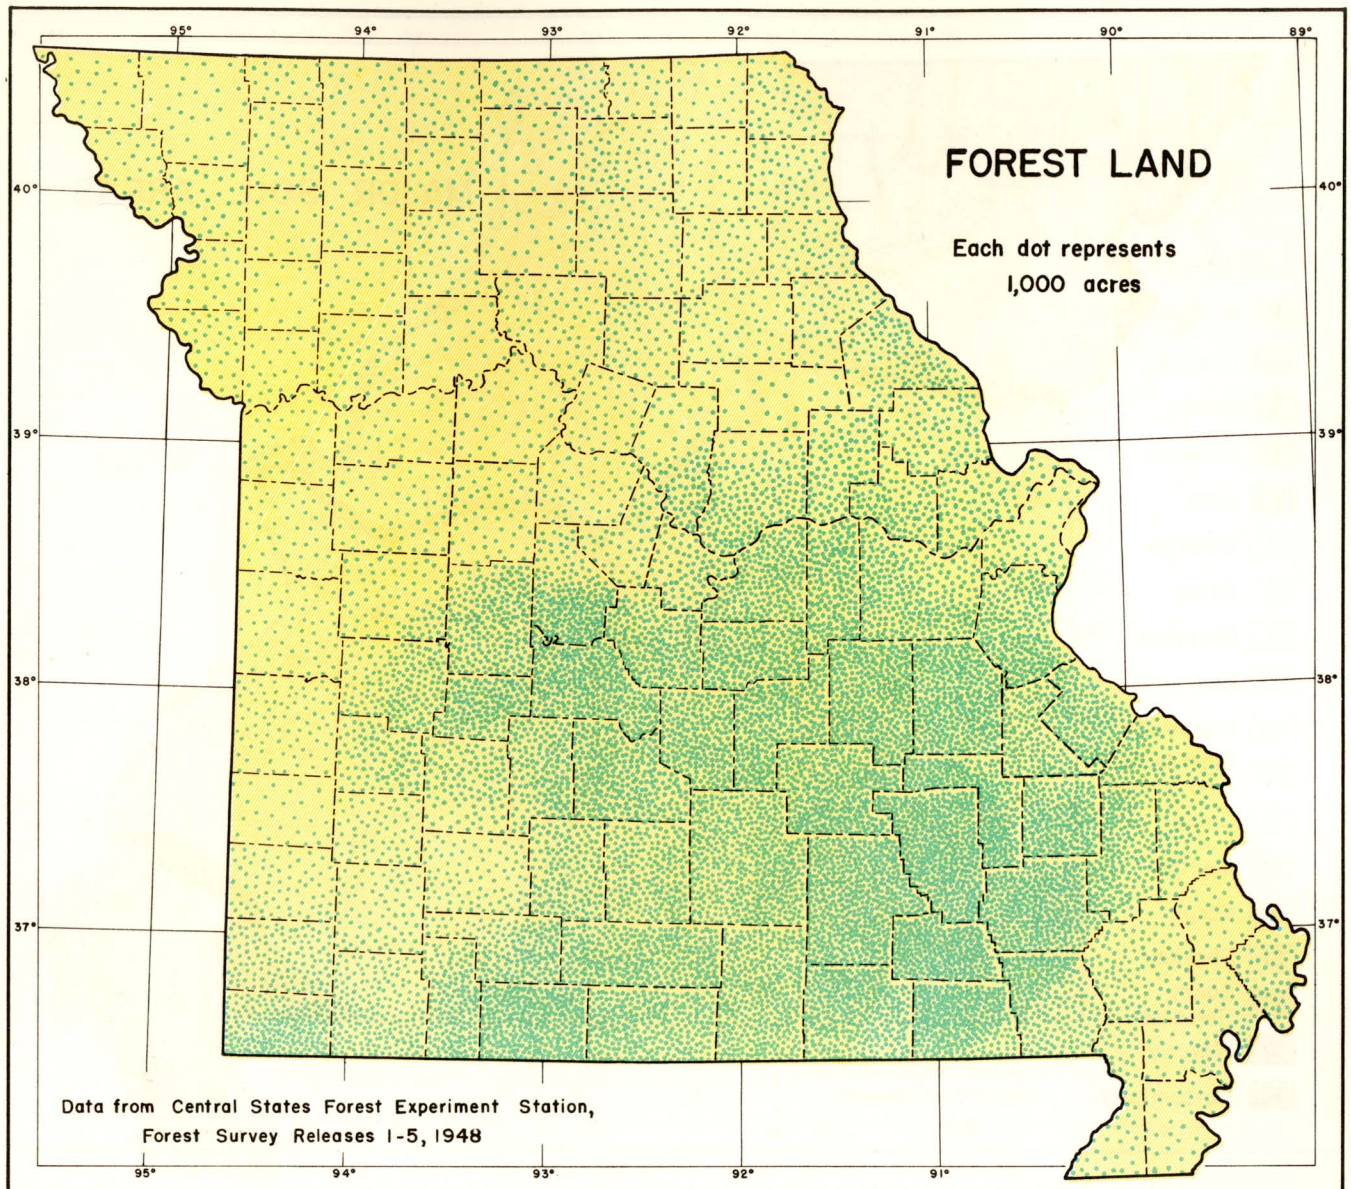 95° 94° 93° 92° 91° 90° 89°
FOREST LAND
40° 40°
Each dot represents
1,000 acres
39° 39°
38° 38°
37° 37°
Data from Central States Forest Experiment Station,
Forest Survey Releases 1-5, 1948
95° 94° 93° 92° 91°